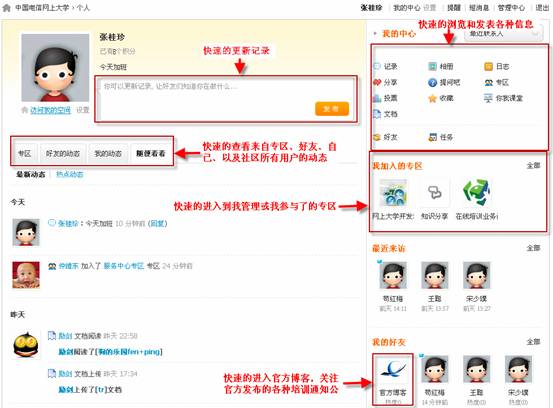 中国电信网上大学 > 个人
张桂珍 | 我的中心 设置 | 提醒 | 短消息 | 管理中心 | 退出
快速的浏览和发表各种信息
张桂珍
已有0个积分
今天加班
快速的更新记录
你可以更新记录, 让好友们知道你在做什么...
发布
访问我的空间 设置
我的中心
最近联系人
记录 相册 日志
分享 提问吧 专区
投票 收藏 你我课堂
文档
好友 任务
专区 好友的动态 我的动态 随便看看
快速的查看来自专区、好友、自
己、以及社区所有用户的动态
最新动态 | 热点动态
我加入的专区 全部
网上大学开发 知识分享 在线培训业务
快速的进入到我管理或我参与了的专区
今天
张桂珍：今天加班 10 分钟前 (回复)
仲维东 加入了 服务中心专区 专区 24 分钟前
最近来访 全部
苟红梅 王聪 宋少媒
前天 14:11 前天 13:57 前天 13:27
昨天
励剑 文档阅读 昨天 22:58
励剑阅读了[狗的乐园fen+ping]
励剑 文档上传 昨天 17:34
励剑上传了[tr]文档
我的好友 全部
快速的进入官方博客，关注
官方发布的各种培训通知公
官方博客 苟红梅 王聪 宋少媒
热度() 14 分钟前 热度(0) 热度(0)